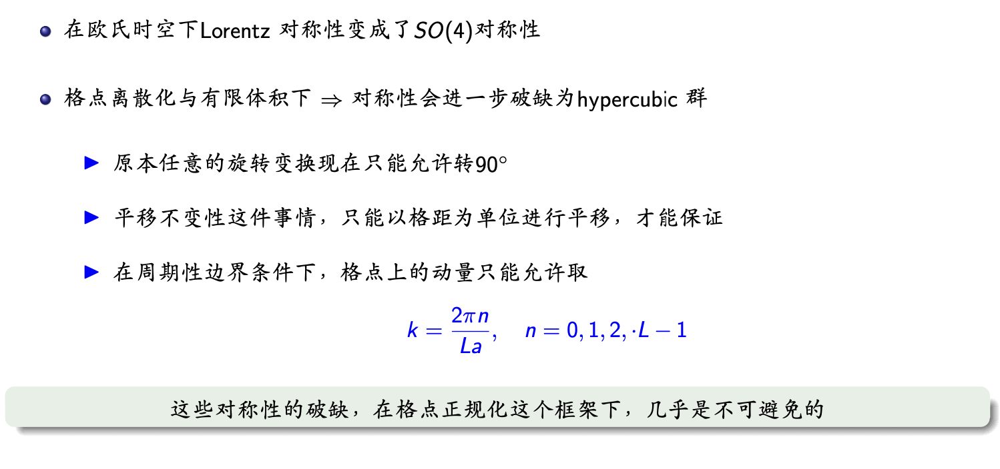 在欧氏时空下Lorentz 对称性变成了SO(4)对称性
格点离散化与有限体积下 ⇒ 对称性会进一步破缺为hypercubic 群
原本任意的旋转变换现在只能允许转90°
平移不变性这件事情，只能以格距为单位进行平移，才能保证
在周期性边界条件下，格点上的动量只能允许取
k = 2πn/La, n = 0, 1, 2, ·L − 1
这些对称性的破缺，在格点正规化这个框架下，几乎是不可避免的